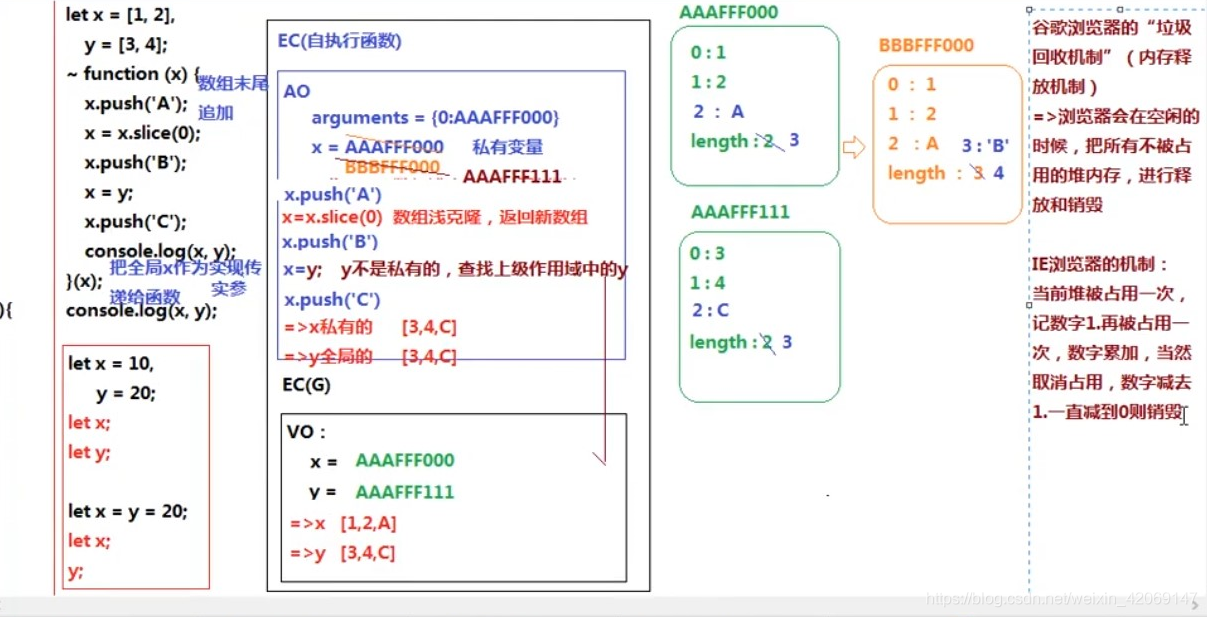 let x = [1, 2],
y = [3, 4];
~ function (x) {
x.push('A');
x = x.slice(0);
x.push('B');
x = y;
x.push('C');
console.log(x, y);
}(x);
console.log(x, y);
数组末尾
追加
把全局x作为实现传
递给函数
实参
){
let x = 10,
y = 20;
let x;
let y;
let x = y = 20;
let x;
y;
EC(自执行函数)
AO
arguments = {0:AAAFFF000}
x = AAAFFF000 私有变量
BBBFFF000
AAAFFF111
x.push('A')
x=x.slice(0) 数组浅克隆，返回新数组
x.push('B')
x=y; y不是私有的，查找上级作用域中的y
x.push('C')
=>x私有的 [3,4,C]
=>y全局的 [3,4,C]
EC(G)
VO：
x = AAAFFF000
y = AAAFFF111
=>x [1,2,A]
=>y [3,4,C]
AAAFFF000
0:1
1:2
2：A
length:2 3
BBBFFF000
0：1
1：2
2：A 3:'B'
length：3 4
AAAFFF111
0:3
1:4
2:C
length:2 3
谷歌浏览器的“垃圾
回收机制”（内存释
放机制）
=>浏览器会在空闲的
时候，把所有不被占
用的堆内存，进行释
放和销毁
IE浏览器的机制：
当前堆被占用一次，
记数字1.再被占用一
次，数字累加，当然
取消占用，数字减去
1.一直减到0则销毁
https://blog.csdn.net/weixin_42069147